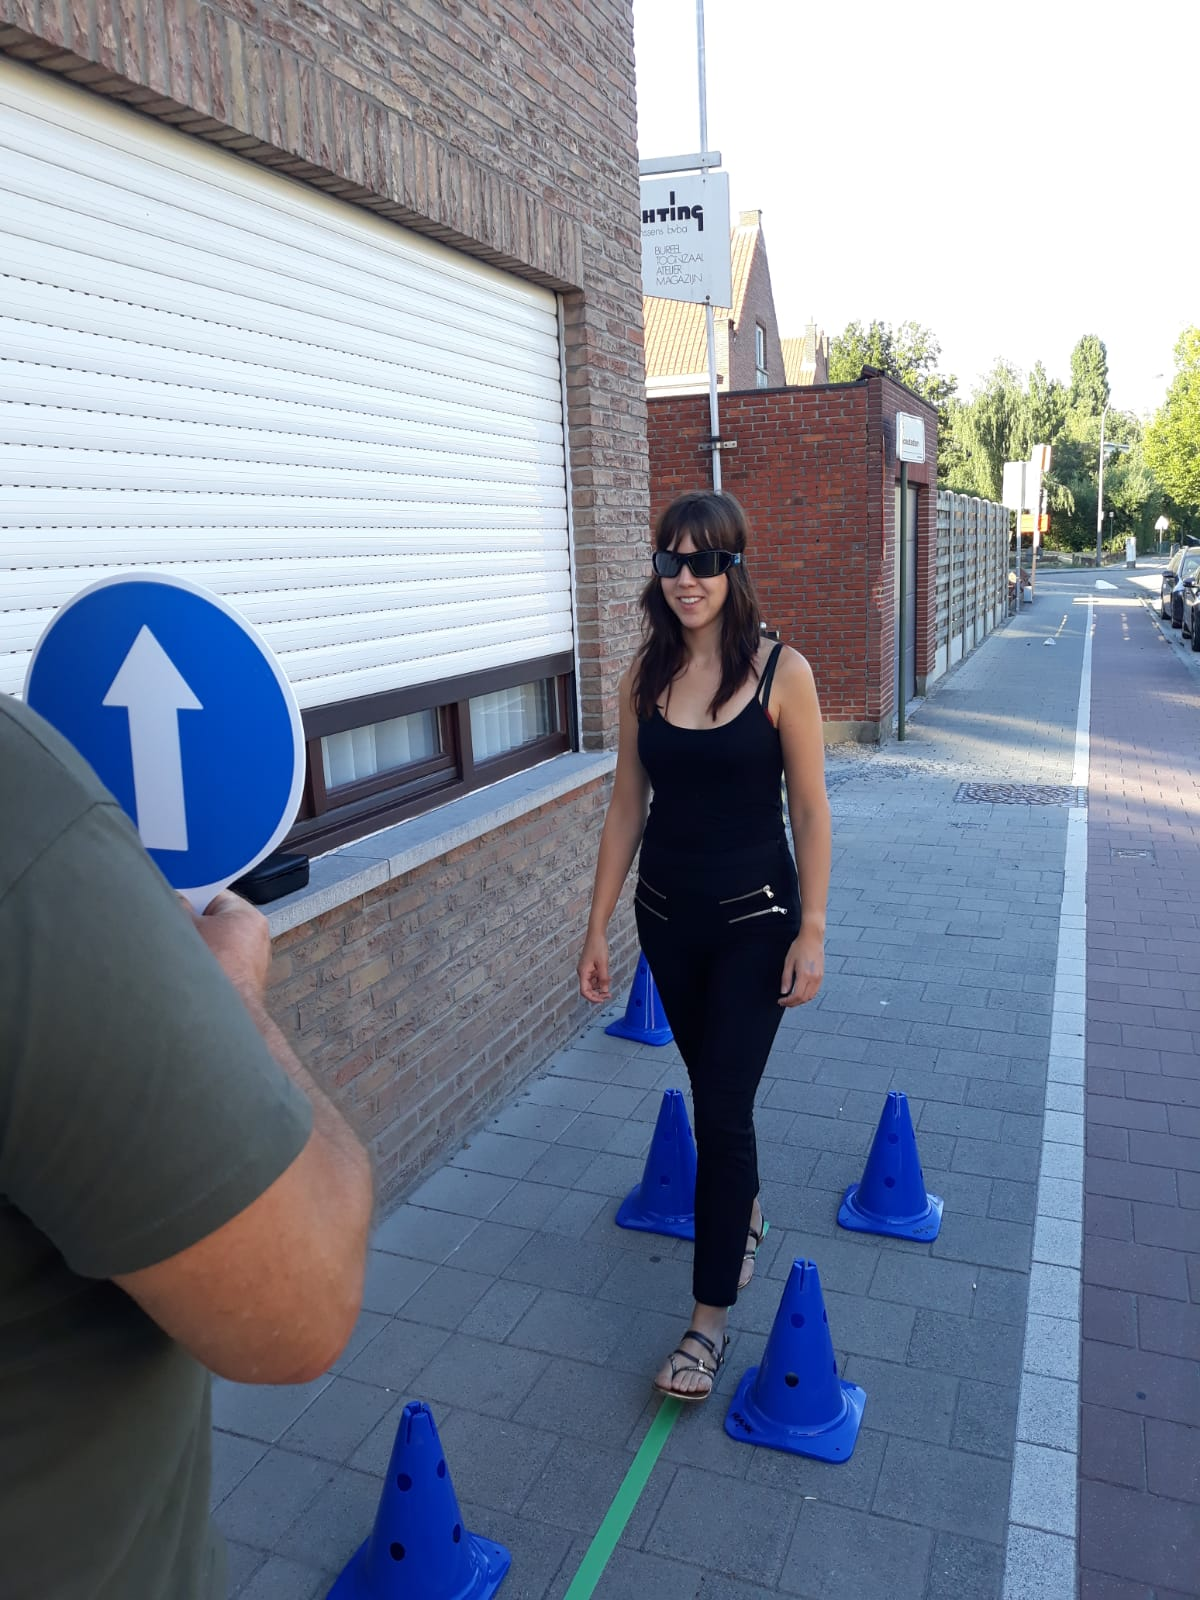 hting
ssens bvba
BUREEL
TOONZAAL
ATELIER
MAGAZIJN